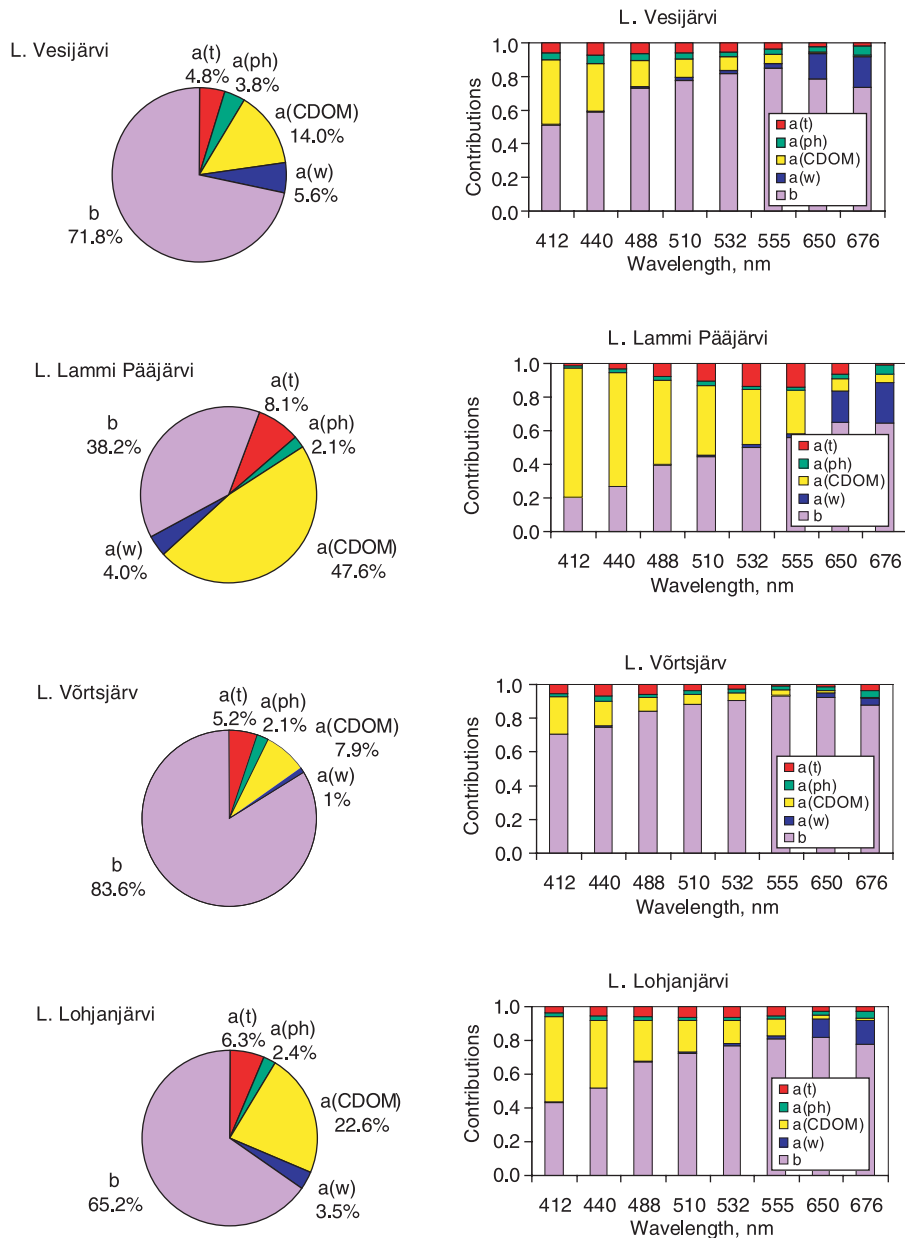 L. Vesijärvi
a(t)
4.8%
a(ph)
3.8%
a(CDOM)
14.0%
a(w)
5.6%
b
71.8%
L. Vesijärvi
Contributions
1.0
0.8
0.6
0.4
0.2
0.0
a(t)
a(ph)
a(CDOM)
a(w)
b
412 440 488 510 532 555 650 676
Wavelength, nm
L. Lammi Pääjärvi
a(t)
8.1%
a(ph)
2.1%
b
38.2%
a(w)
4.0%
a(CDOM)
47.6%
L. Lammi Pääjärvi
Contributions
1.0
0.8
0.6
0.4
0.2
0.0
a(t)
a(ph)
a(CDOM)
a(w)
b
412 440 488 510 532 555 650 676
Wavelength, nm
L. Võrtsjärv
a(t)
5.2%
a(ph)
2.1%
a(CDOM)
7.9%
a(w)
1%
b
83.6%
L. Võrtsjärv
Contributions
1.0
0.8
0.6
0.4
0.2
0.0
a(t)
a(ph)
a(CDOM)
a(w)
b
412 440 488 510 532 555 650 676
Wavelength, nm
L. Lohjanjärvi
a(t)
6.3%
a(ph)
2.4%
a(CDOM)
22.6%
a(w)
3.5%
b
65.2%
L. Lohjanjärvi
Contributions
1.0
0.8
0.6
0.4
0.2
0.0
a(t)
a(ph)
a(CDOM)
a(w)
b
412 440 488 510 532 555 650 676
Wavelength, nm